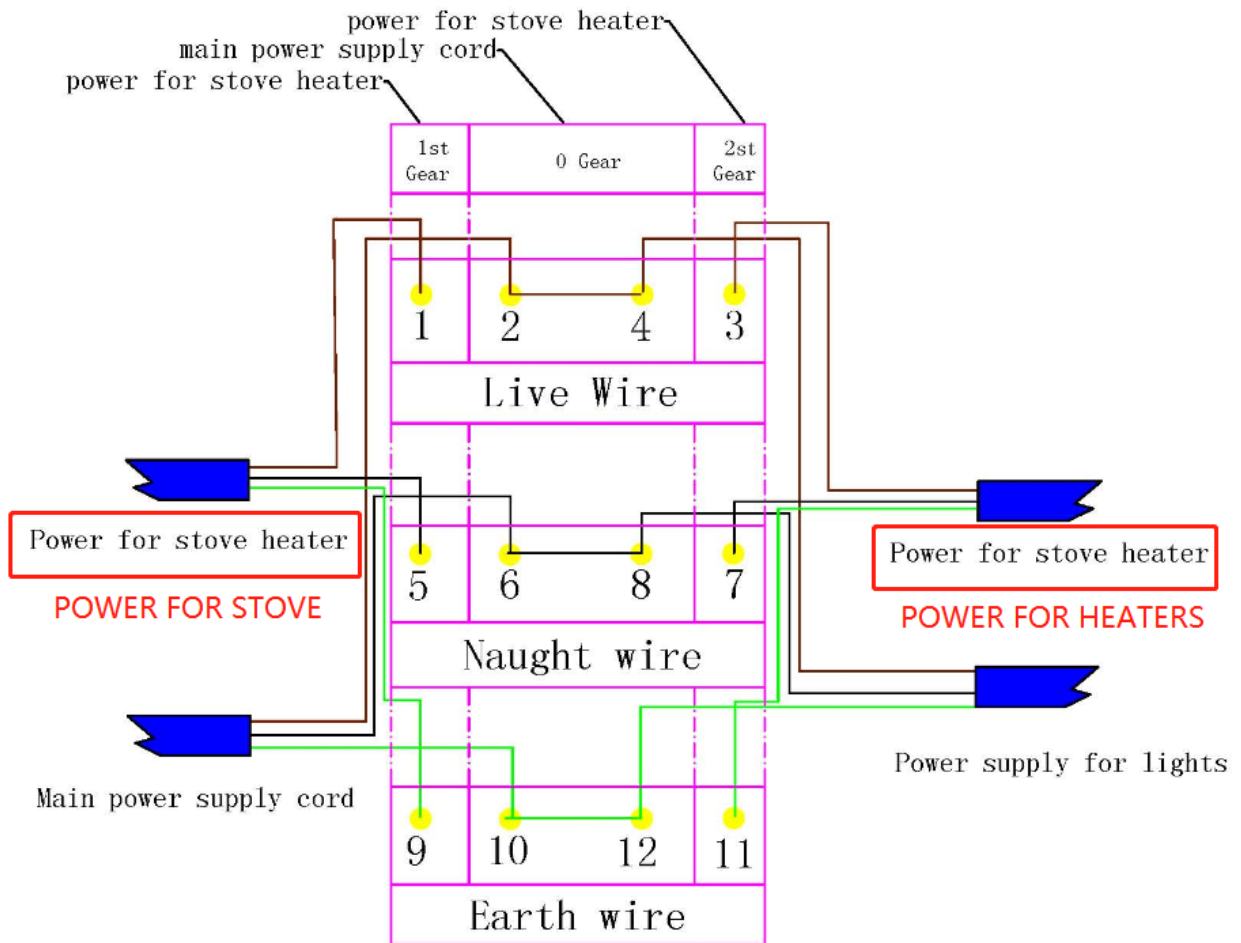 power for stove heater
main power supply cord
power for stove heater
1st
Gear
0 Gear
2st
Gear
1
2
4
3
Live Wire
Power for stove heater
POWER FOR STOVE
Power for stove heater
POWER FOR HEATERS
5
6
8
7
Naught wire
Main power supply cord
Power supply for lights
9
10
12
11
Earth wire